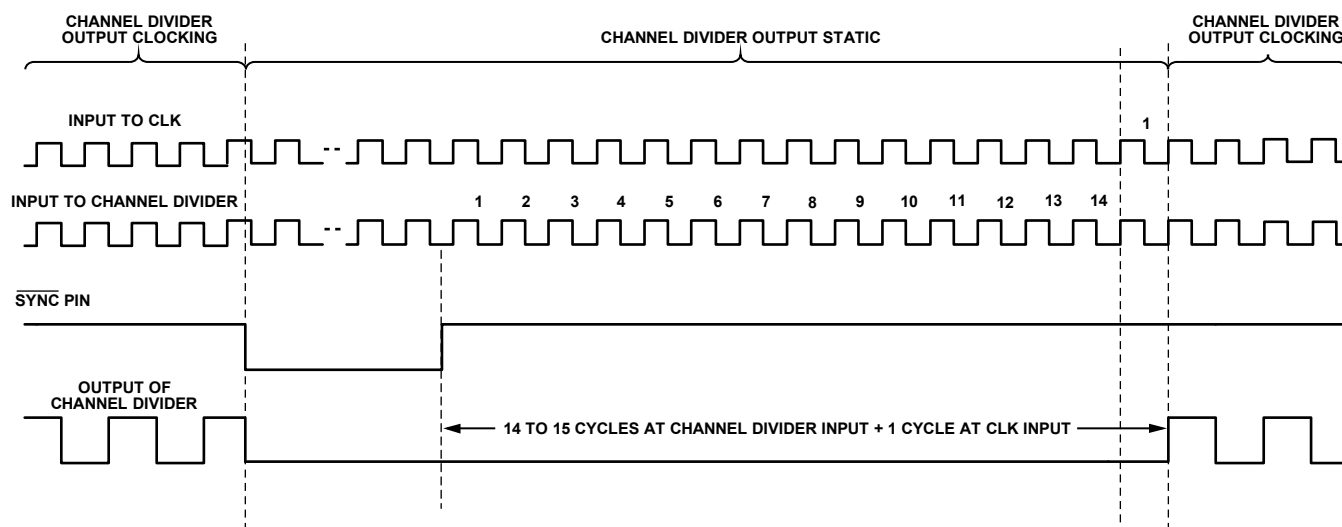 CHANNEL DIVIDER
OUTPUT CLOCKING
CHANNEL DIVIDER OUTPUT STATIC
CHANNEL DIVIDER
OUTPUT CLOCKING
INPUT TO CLK
1
INPUT TO CHANNEL DIVIDER
1 2 3 4 5 6 7 8 9 10 11 12 13 14
SYNC PIN
OUTPUT OF
CHANNEL DIVIDER
14 TO 15 CYCLES AT CHANNEL DIVIDER INPUT + 1 CYCLE AT CLK INPUT